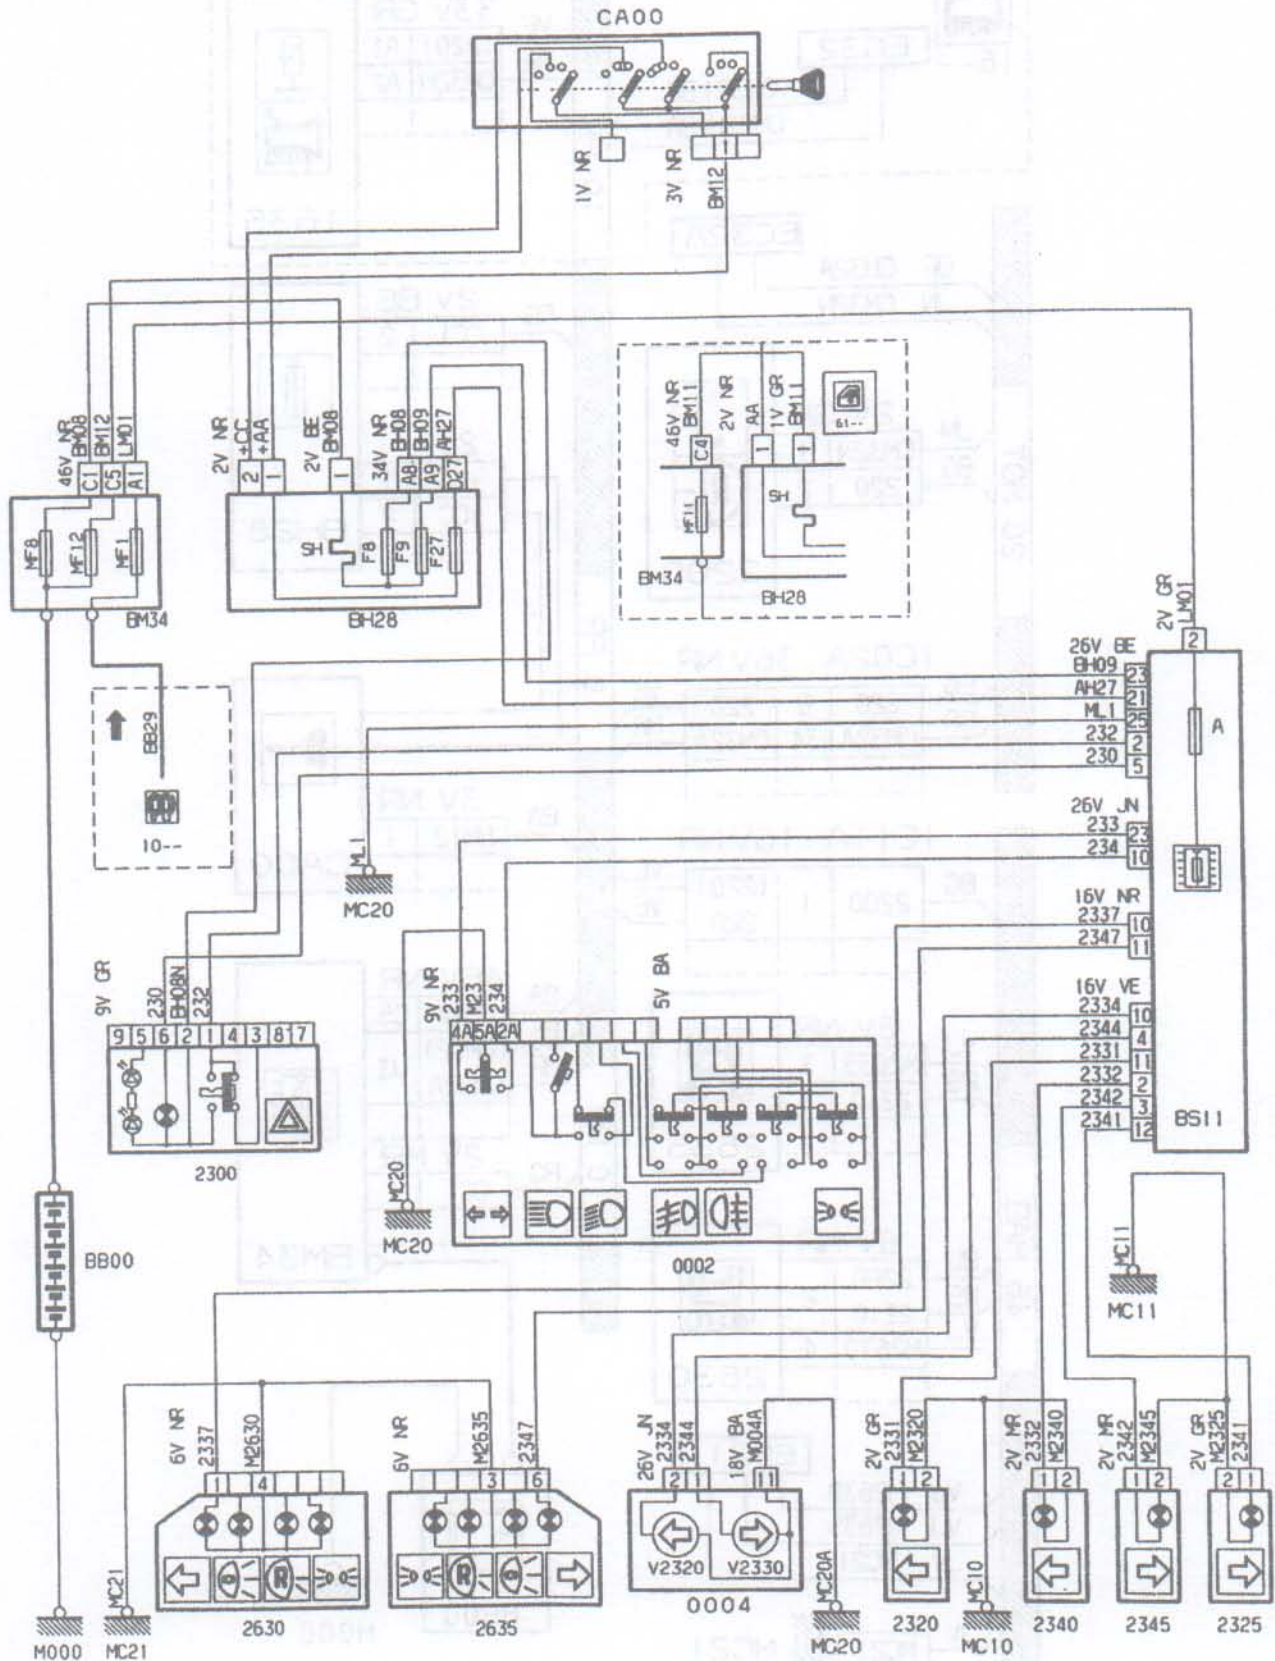 CA00
1V NR
3V NR
1
BM12
46V NR
BM08
BM12
LM01
C1
C5
A1
MF8
MF12
MF1
BM34
2V NR
+CC
+AA
2
1
2V BE
BM08
1
34V NR
BH08
BH09
AH27
A8
A9
D27
SH
F8
F9
F27
BH28
46V NR
BM11
C4
2V NR
AA
1
1V GR
BM11
1
61--
MF11
SH
BM34
BH28
2V GR
LM01
2
26V BE
BH09 23
AH27 21
ML1 25
232 2
230 5
26V JN
233 23
234 10
16V NR
2337 10
2347 11
16V VE
2334 10
2344 4
2331 11
2332 2
2342 3
2341 12
A
BS11
BB29
10--
ML1
MC20
9V GR
230
BH08N
232
9 5 6 2 1 4 3 8 7
2300
9V NR
233
M23
234
4A 5A 2A
5V BA
0002
MC20
MC20
BB00
MC11
MC11
6V NR
2337
M2630
1 4
R
2630
6V NR
M2635
2347
3 6
R
2635
26V JN
2334
2344
2 1
18V BA
M004A
11
V2320
V2330
0004
MC20A
MC20
2V GR
2331
M2320
1 2
2320
MC10
MC10
2V MR
2332
M2340
1 2
2340
2V MR
2342
M2345
1 2
2345
2V GR
M2325
2341
2 1
2325
M000
MC21
MC21